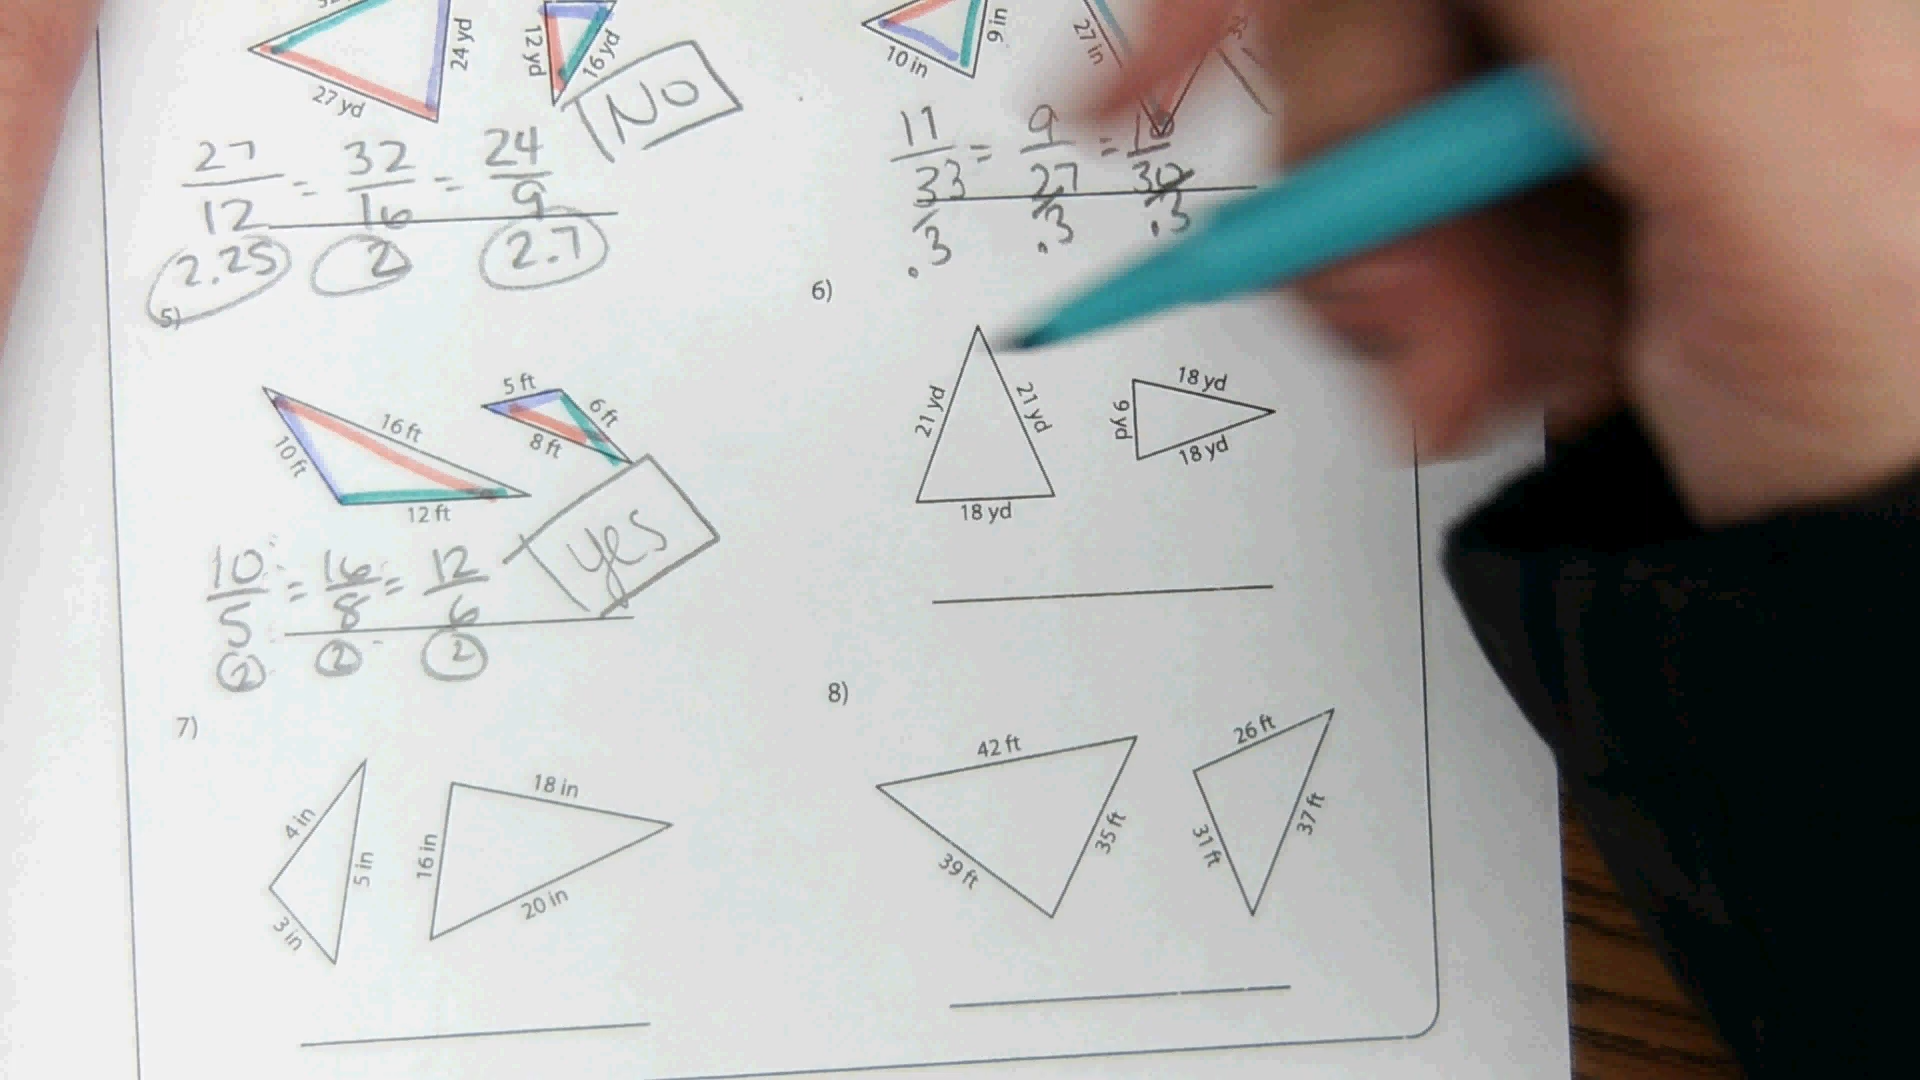 24 yd
27 yd
12 yd
16 yd
No
27/12 = 32/16 = 24/9
2.25 2 2.7
10 in
9 in
27 in
11/33 = 9/27 = 10/30
.3 .3 .3
5)
16 ft
10 ft
12 ft
5 ft
6 ft
8 ft
yes
10/5 = 16/8 = 12/6
2 2 2
6)
21 yd
21 yd
18 yd
18 yd
9 yd
18 yd
7)
4 in
5 in
3 in
18 in
16 in
20 in
8)
42 ft
39 ft
35 ft
26 ft
31 ft
37 ft